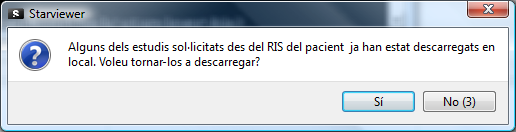 Starviewer
Alguns dels estudis sol·licitats des del RIS del pacient ja han estat descarregats en
local. Voleu tornar-los a descarregar?
Sí
No (3)